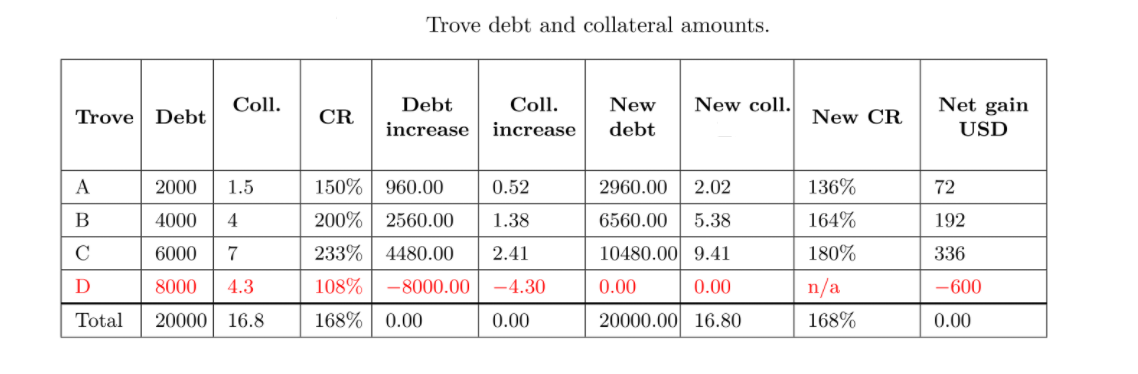 Trove debt and collateral amounts.
Trove Debt Coll. CR Debt increase Coll. increase New debt New coll. New CR Net gain USD
A 2000 1.5 150% 960.00 0.52 2960.00 2.02 136% 72
B 4000 4 200% 2560.00 1.38 6560.00 5.38 164% 192
C 6000 7 233% 4480.00 2.41 10480.00 9.41 180% 336
D 8000 4.3 108% −8000.00 −4.30 0.00 0.00 n/a −600
Total 20000 16.8 168% 0.00 0.00 20000.00 16.80 168% 0.00